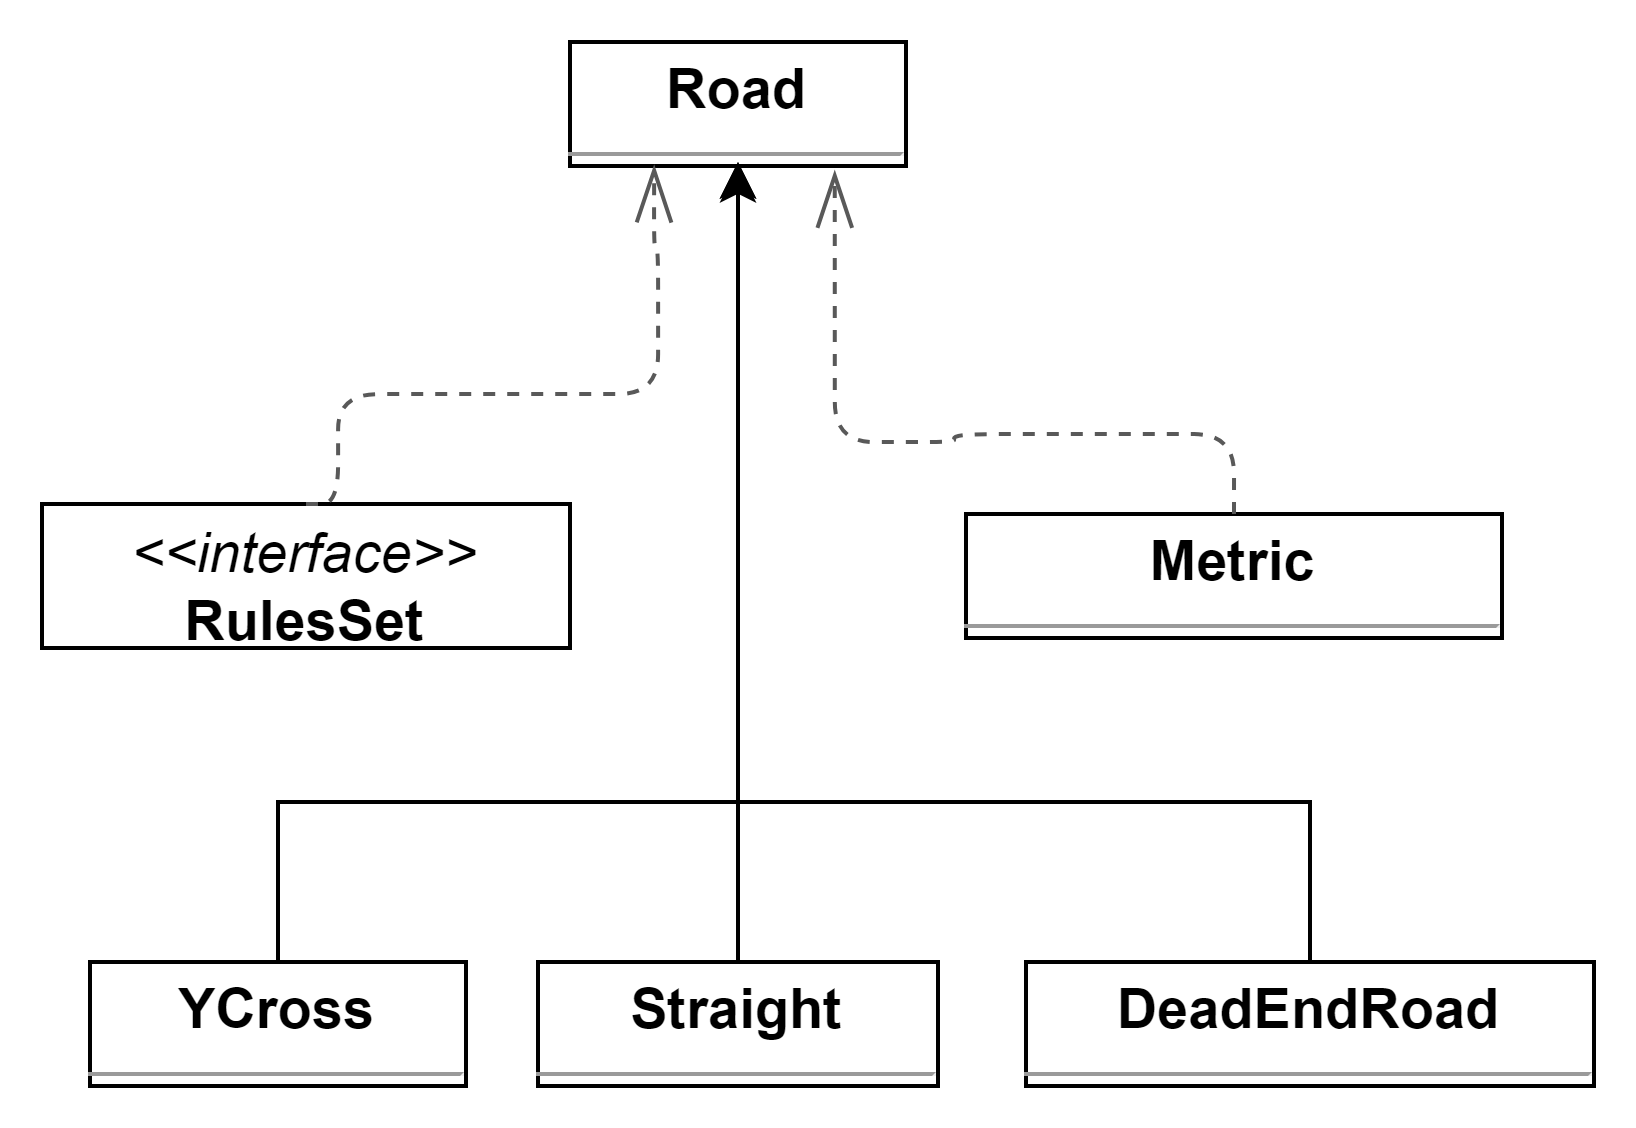 Road
<<interface>>
RulesSet
Metric
YCross
Straight
DeadEndRoad